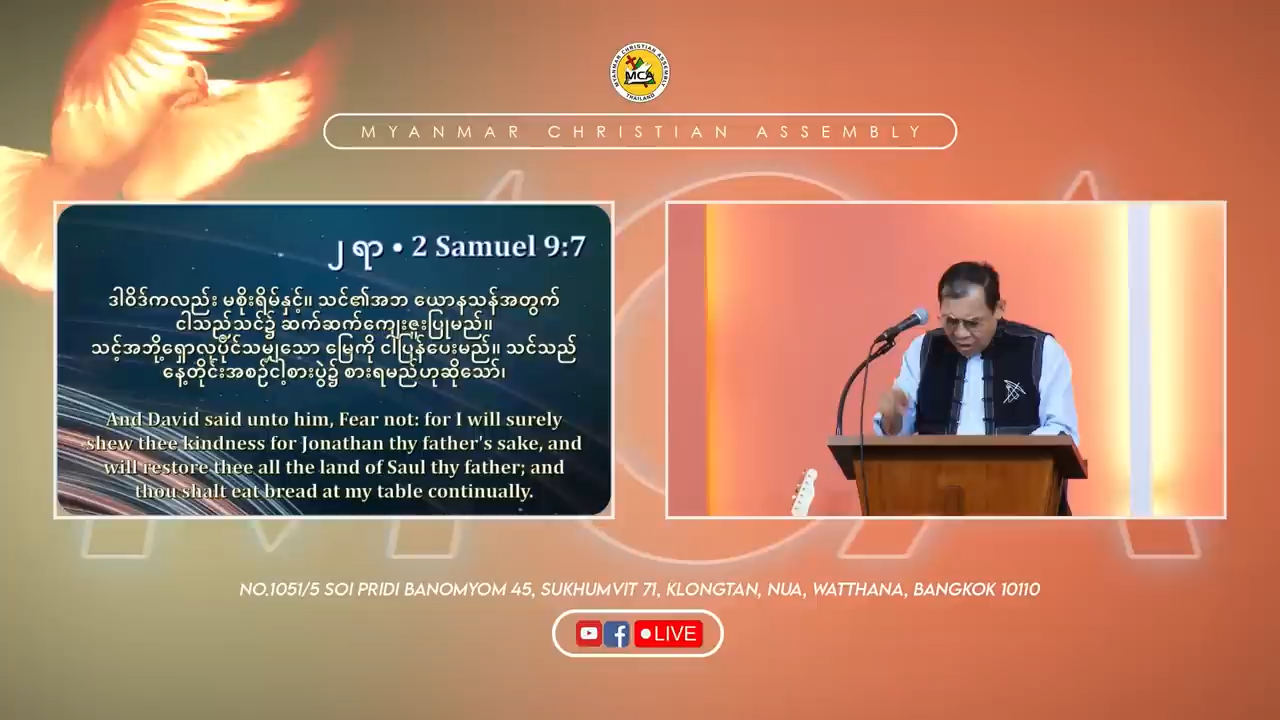 MYANMAR CHRISTIAN ASSEMBLY
MCA
THAILAND
MYANMAR CHRISTIAN ASSEMBLY
၂ ရာ • 2 Samuel 9:7
ဒါဝိဒ်ကလည်း မစိုးရိမ်နှင့်။ သင်၏အဘ ယောနသန်အတွက်
ငါသည်သင်၌ ဆက်ဆက်ကျေးဇူးပြုမည်။
သင့်အဘိုးရှောလုပိုင်သမျှသော မြေကို ငါပြန်ပေးမည်။ သင်သည်
နေ့တိုင်းအစဉ်ငါ့စားပွဲ၌ စားရမည်ဟုဆိုသော်၊
And David said unto him, Fear not: for I will surely
shew thee kindness for Jonathan thy father's sake, and
will restore thee all the land of Saul thy father; and
thou shalt eat bread at my table continually.
MCA
NO.1051/5 SOI PRIDI BANOMYOM 45, SUKHUMVIT 71, KLONGTAN, NUA, WATTHANA, BANGKOK 10110
LIVE